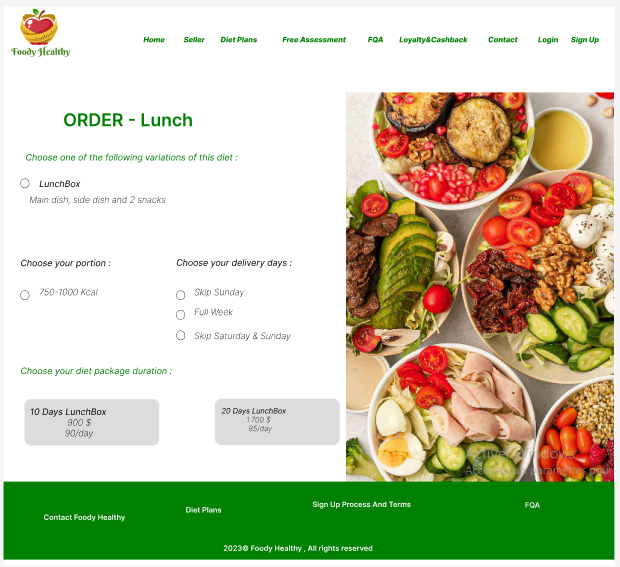 Foody Healthy
Home Seller Diet Plans Free Assessment FQA Loyalty&Cashback Contact Login Sign Up
ORDER - Lunch
Choose one of the following variations of this diet :
LunchBox
Main dish, side dish and 2 snacks
Choose your portion : Choose your delivery days :
750-1000 Kcal Skip Sunday
Full Week
Skip Saturday & Sunday
Choose your diet package duration :
10 Days LunchBox
900 $
90/day
20 Days LunchBox
1.700 $
85/day
Contact Foody Healthy Diet Plans Sign Up Process And Terms FQA
2023© Foody Healthy , All rights reserved